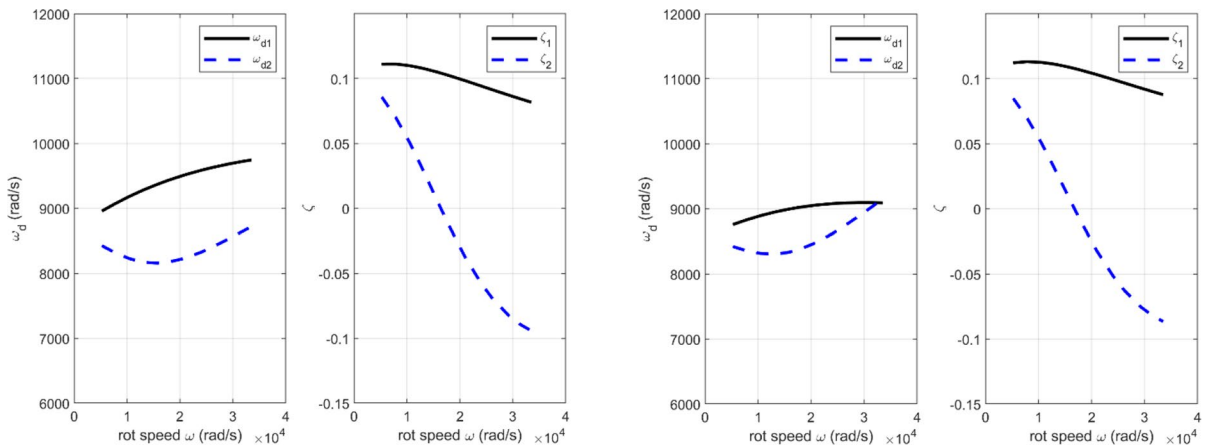 12000
11000
10000
9000
8000
7000
6000
ω_d (rad/s)
ω_d1
ω_d2
0 1 2 3 4
rot speed ω (rad/s) ×10^4
0.1
0.05
0
-0.05
-0.1
-0.15
ζ
ζ_1
ζ_2
0 1 2 3 4
rot speed ω (rad/s) ×10^4
12000
11000
10000
9000
8000
7000
6000
ω_d (rad/s)
ω_d1
ω_d2
0 1 2 3 4
rot speed ω (rad/s) ×10^4
0.1
0.05
0
-0.05
-0.1
-0.15
ζ
ζ_1
ζ_2
0 1 2 3 4
rot speed ω (rad/s) ×10^4